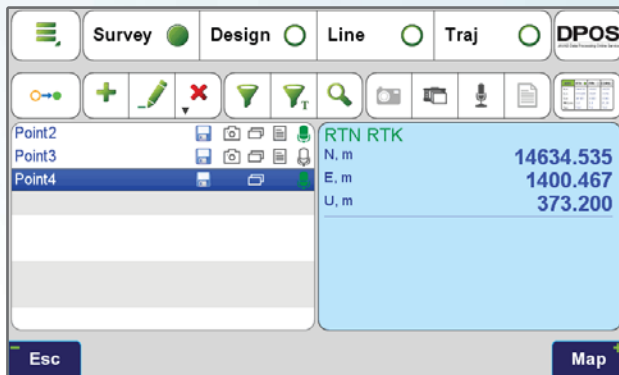 Survey Design Line Traj DPOS
T
Point2
Point3
Point4
RTN RTK
N, m 14634.535
E, m 1400.467
U, m 373.200
Esc Map